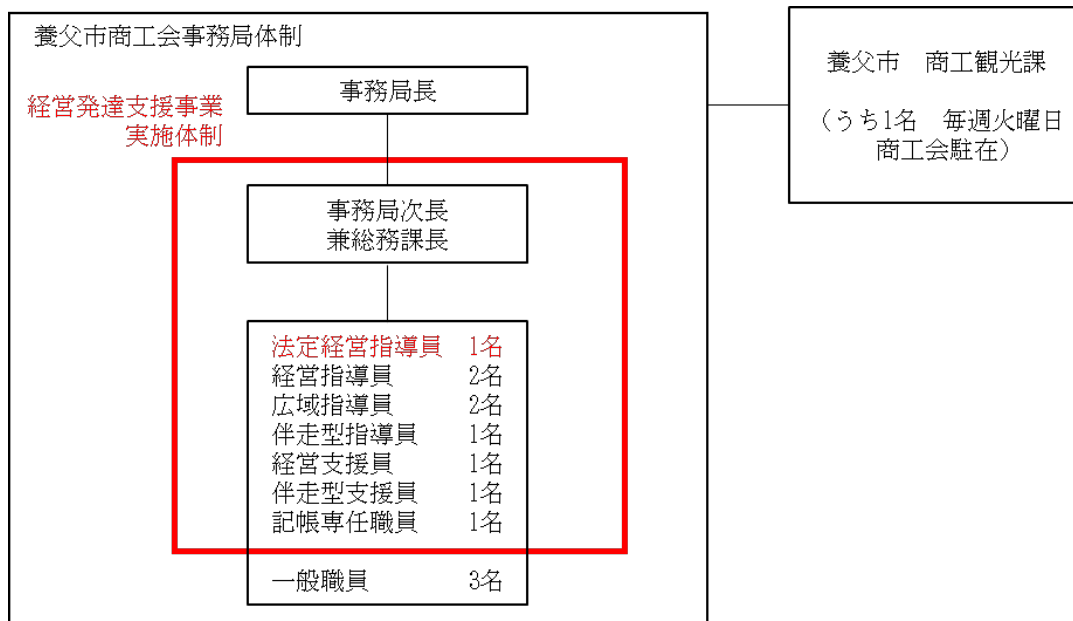 養父市商工会事務局体制
経営発達支援事業
実施体制
事務局長
事務局次長
兼総務課長
法定経営指導員 1名
経営指導員 2名
広域指導員 2名
伴走型指導員 1名
経営支援員 1名
伴走型支援員 1名
記帳専任職員 1名
一般職員 3名
養父市 商工観光課
(うち1名 毎週火曜日
商工会駐在)